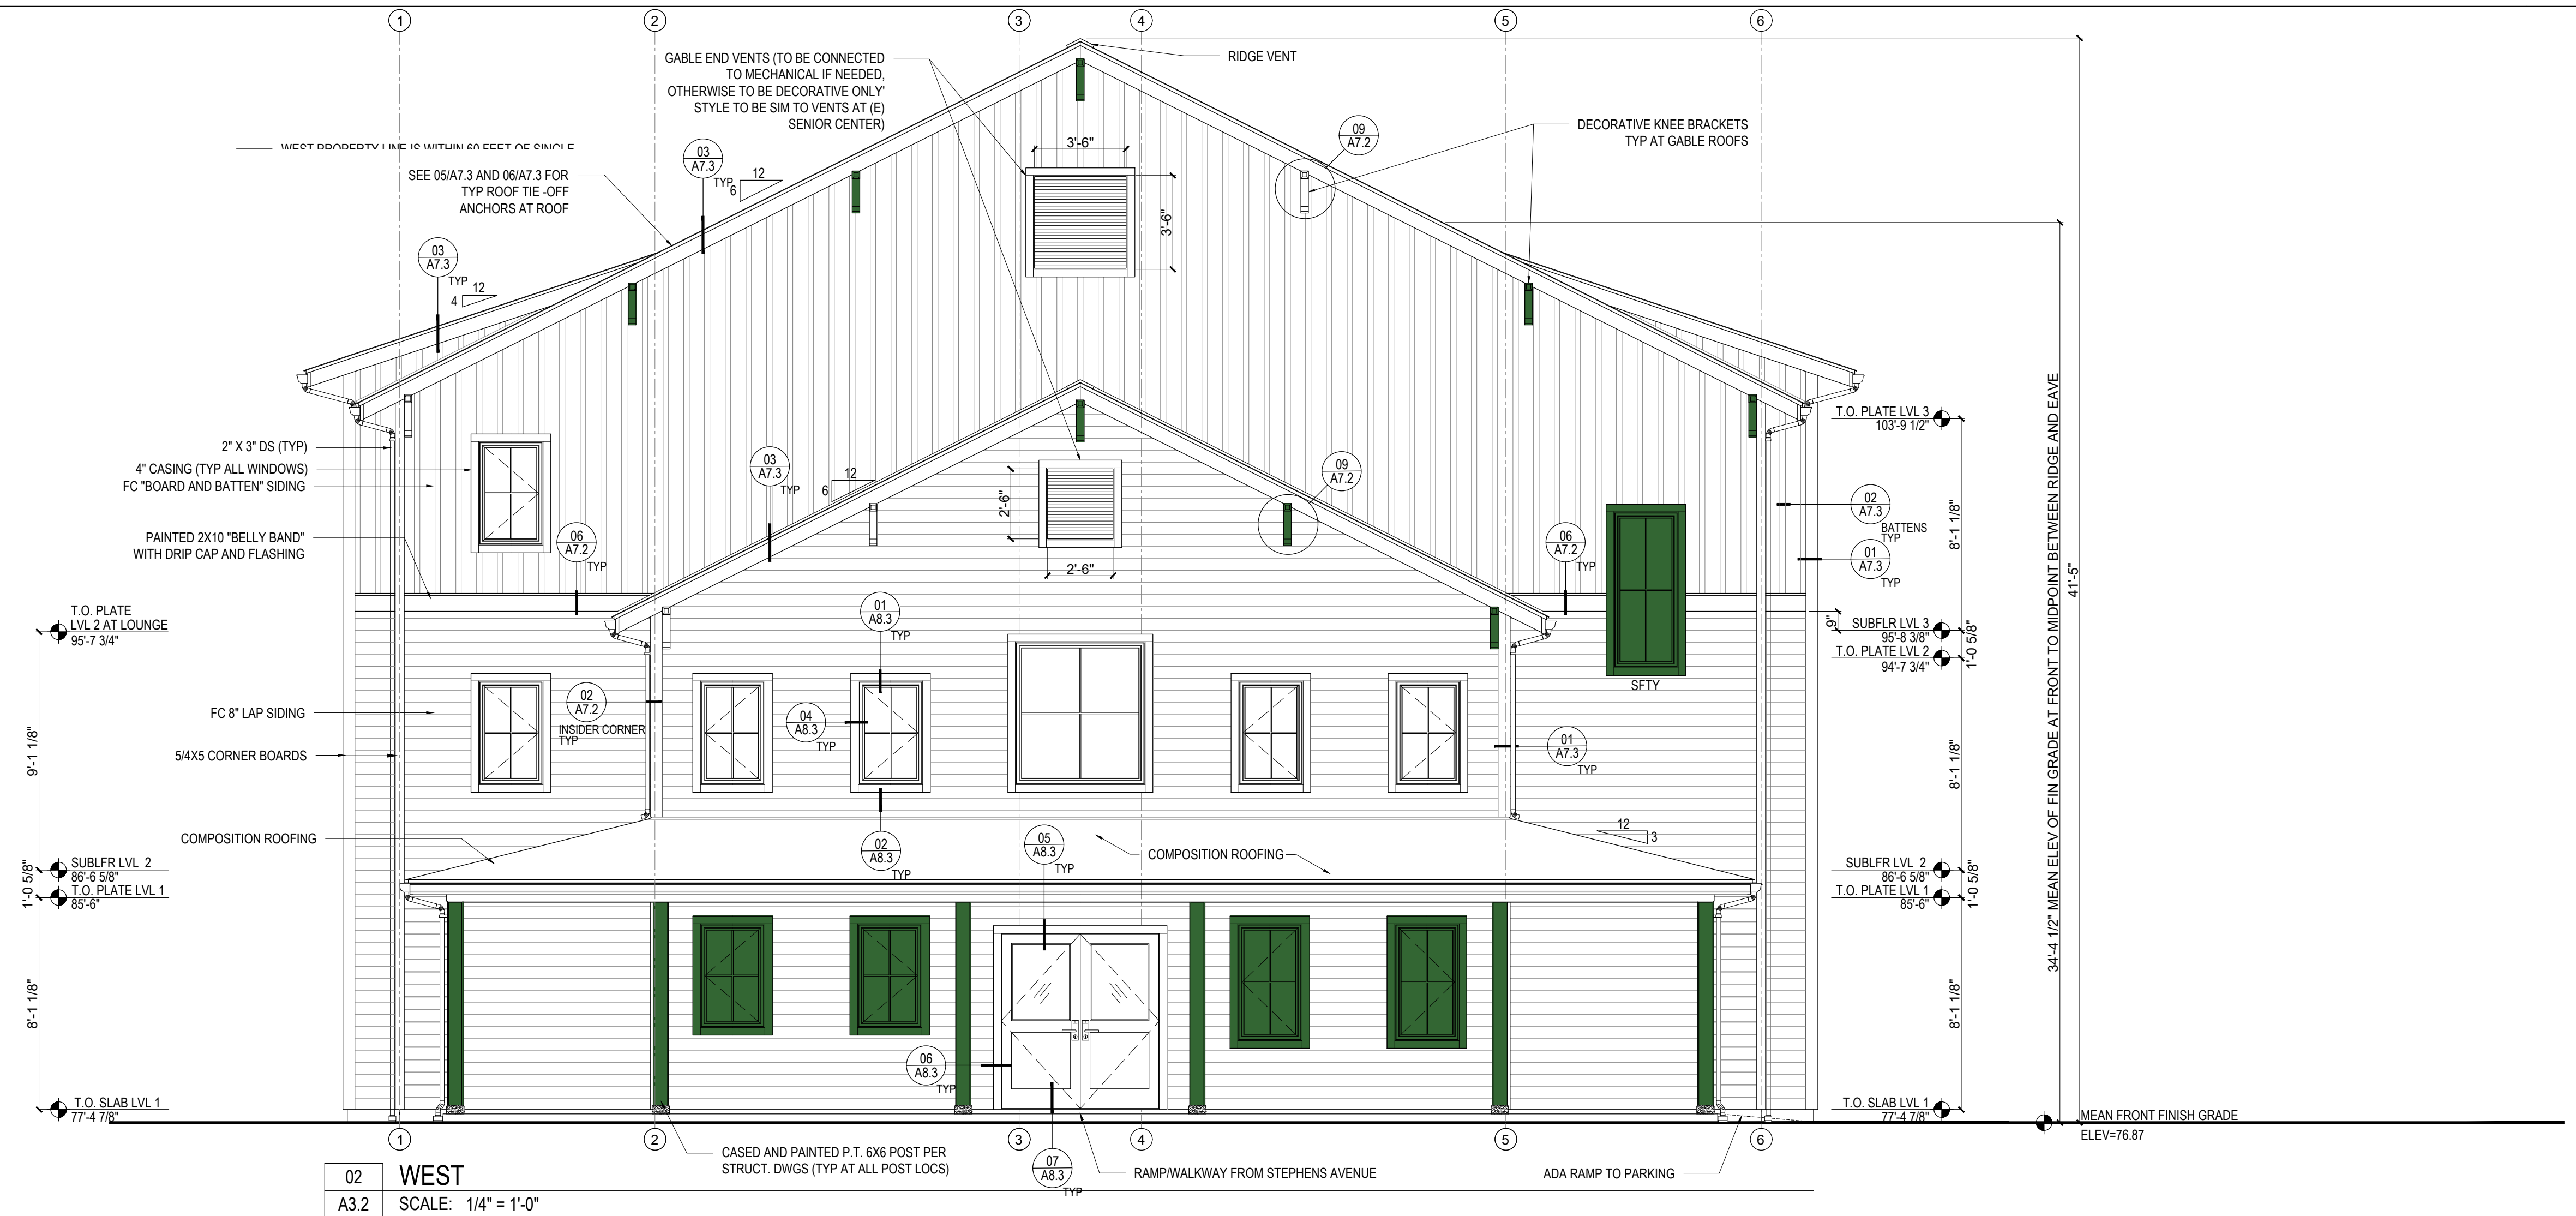 1
2
3
4
5
6
GABLE END VENTS (TO BE CONNECTED
TO MECHANICAL IF NEEDED,
OTHERWISE TO BE DECORATIVE ONLY'
STYLE TO BE SIM TO VENTS AT (E)
SENIOR CENTER)
RIDGE VENT
DECORATIVE KNEE BRACKETS
TYP AT GABLE ROOFS
09
A7.2
WEST PROPERTY LINE IS WITHIN 60 FEET OF SINGLE
SEE 05/A7.3 AND 06/A7.3 FOR
TYP ROOF TIE -OFF
ANCHORS AT ROOF
03
A7.3
TYP
12
6
3'-6"
3'-6"
03
A7.3
TYP
12
4
2" X 3" DS (TYP)
4" CASING (TYP ALL WINDOWS)
FC "BOARD AND BATTEN" SIDING
PAINTED 2X10 "BELLY BAND"
WITH DRIP CAP AND FLASHING
03
A7.3
TYP
12
6
2'-6"
2'-6"
09
A7.2
06
A7.2
TYP
06
A7.2
TYP
T.O. PLATE LVL 3
103'-9 1/2"
02
A7.3
BATTENS
TYP
01
A7.3
TYP
8'-1 1/8"
34'-4 1/2" MEAN ELEV OF FIN GRADE AT FRONT TO MIDPOINT BETWEEN RIDGE AND EAVE
41'-5"
T.O. PLATE
LVL 2 AT LOUNGE
95'-7 3/4"
01
A8.3
TYP
9"
SUBFLR LVL 3
95'-8 3/8"
1'-0 5/8"
T.O. PLATE LVL 2
94'-7 3/4"
SFTY
FC 8" LAP SIDING
5/4X5 CORNER BOARDS
02
A7.2
INSIDER CORNER
TYP
04
A8.3
TYP
01
A7.3
TYP
9'-1 1/8"
8'-1 1/8"
COMPOSITION ROOFING
02
A8.3
TYP
05
A8.3
TYP
COMPOSITION ROOFING
12
3
SUBLFR LVL 2
86'-6 5/8"
1'-0 5/8"
T.O. PLATE LVL 1
85'-6"
SUBFLR LVL 2
86'-6 5/8"
1'-0 5/8"
T.O. PLATE LVL 1
85'-6"
8'-1 1/8"
8'-1 1/8"
06
A8.3
TYP
T.O. SLAB LVL 1
77'-4 7/8"
T.O. SLAB LVL 1
77'-4 7/8"
MEAN FRONT FINISH GRADE
ELEV=76.87
1
2
3
4
5
6
CASED AND PAINTED P.T. 6X6 POST PER
STRUCT. DWGS (TYP AT ALL POST LOCS)
07
A8.3
TYP
RAMP/WALKWAY FROM STEPHENS AVENUE
ADA RAMP TO PARKING
02
A3.2
WEST
SCALE: 1/4" = 1'-0"